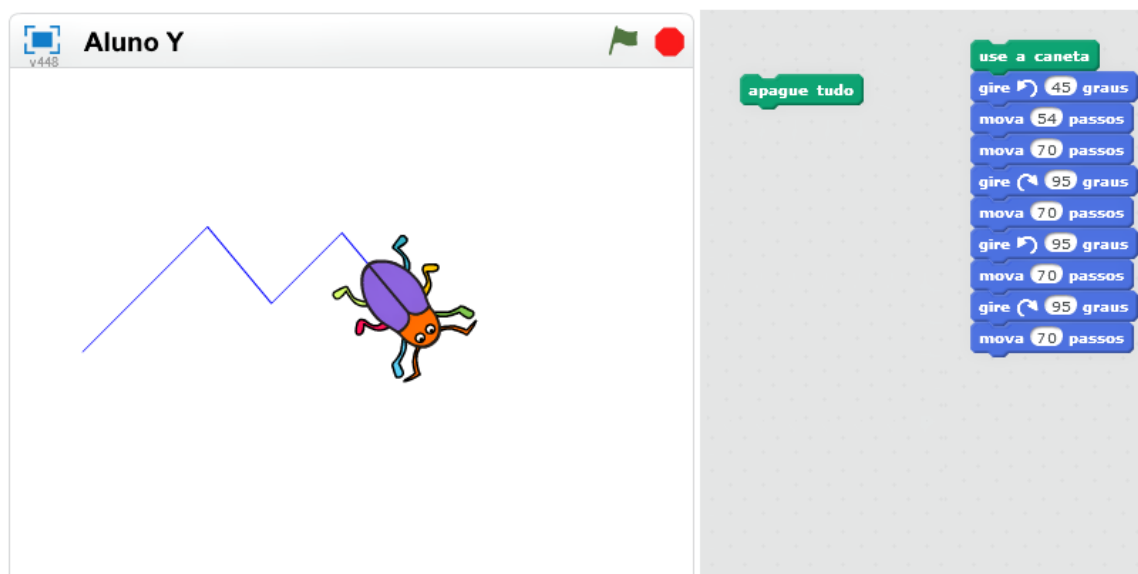 Aluno Y
v448
apague tudo
use a caneta
gire 45 graus
mova 54 passos
mova 70 passos
gire 95 graus
mova 70 passos
gire 95 graus
mova 70 passos
gire 95 graus
mova 70 passos